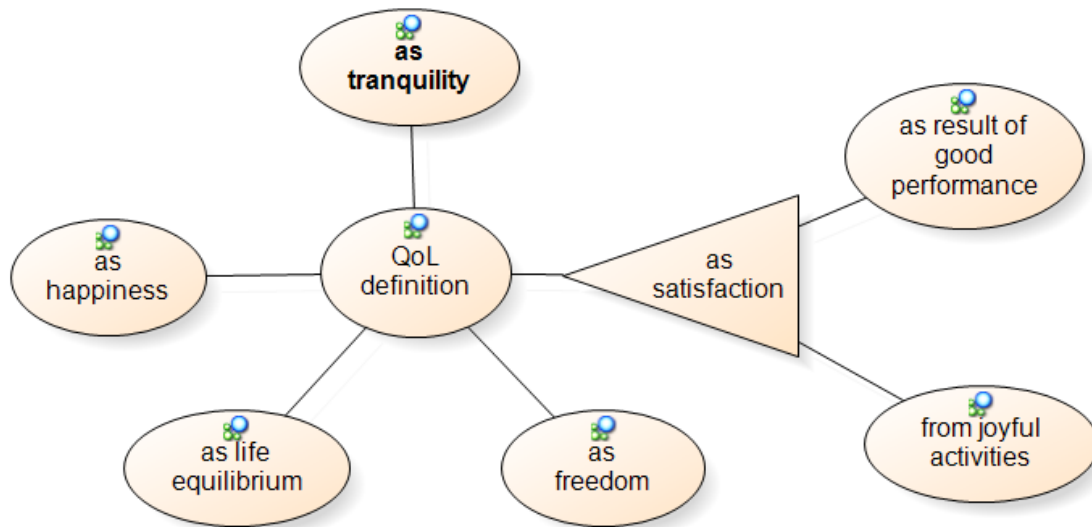 as
tranquility
as result of
good
performance
as
happiness
QoL
definition
as
satisfaction
as life
equilibrium
as
freedom
from joyful
activities